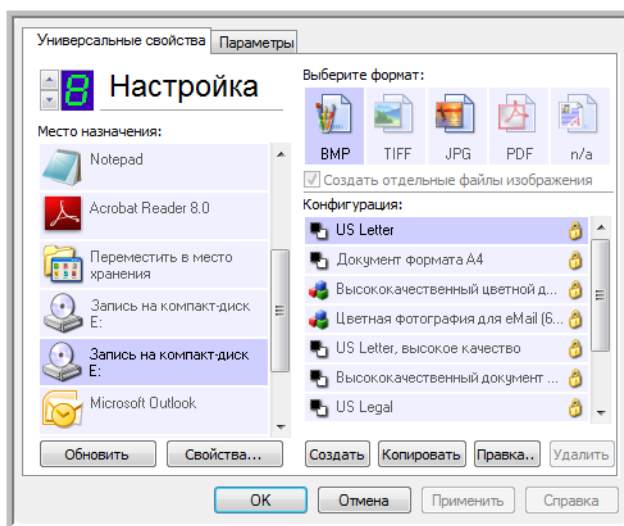 Универсальные свойства
Параметры
8
Настройка
Место назначения:
Notepad
Acrobat Reader 8.0
Переместить в место
хранения
Запись на компакт-диск
E:
Запись на компакт-диск
E:
Microsoft Outlook
Обновить
Свойства...
Выберите формат:
BMP
TIFF
JPG
PDF
n/a
Создать отдельные файлы изображения
Конфигурация:
US Letter
Документ формата A4
Высококачественный цветной д...
Цветная фотография для eMail (6...
US Letter, высокое качество
Высококачественный документ ...
US Legal
Создать
Копировать
Правка..
Удалить
OK
Отмена
Применить
Справка